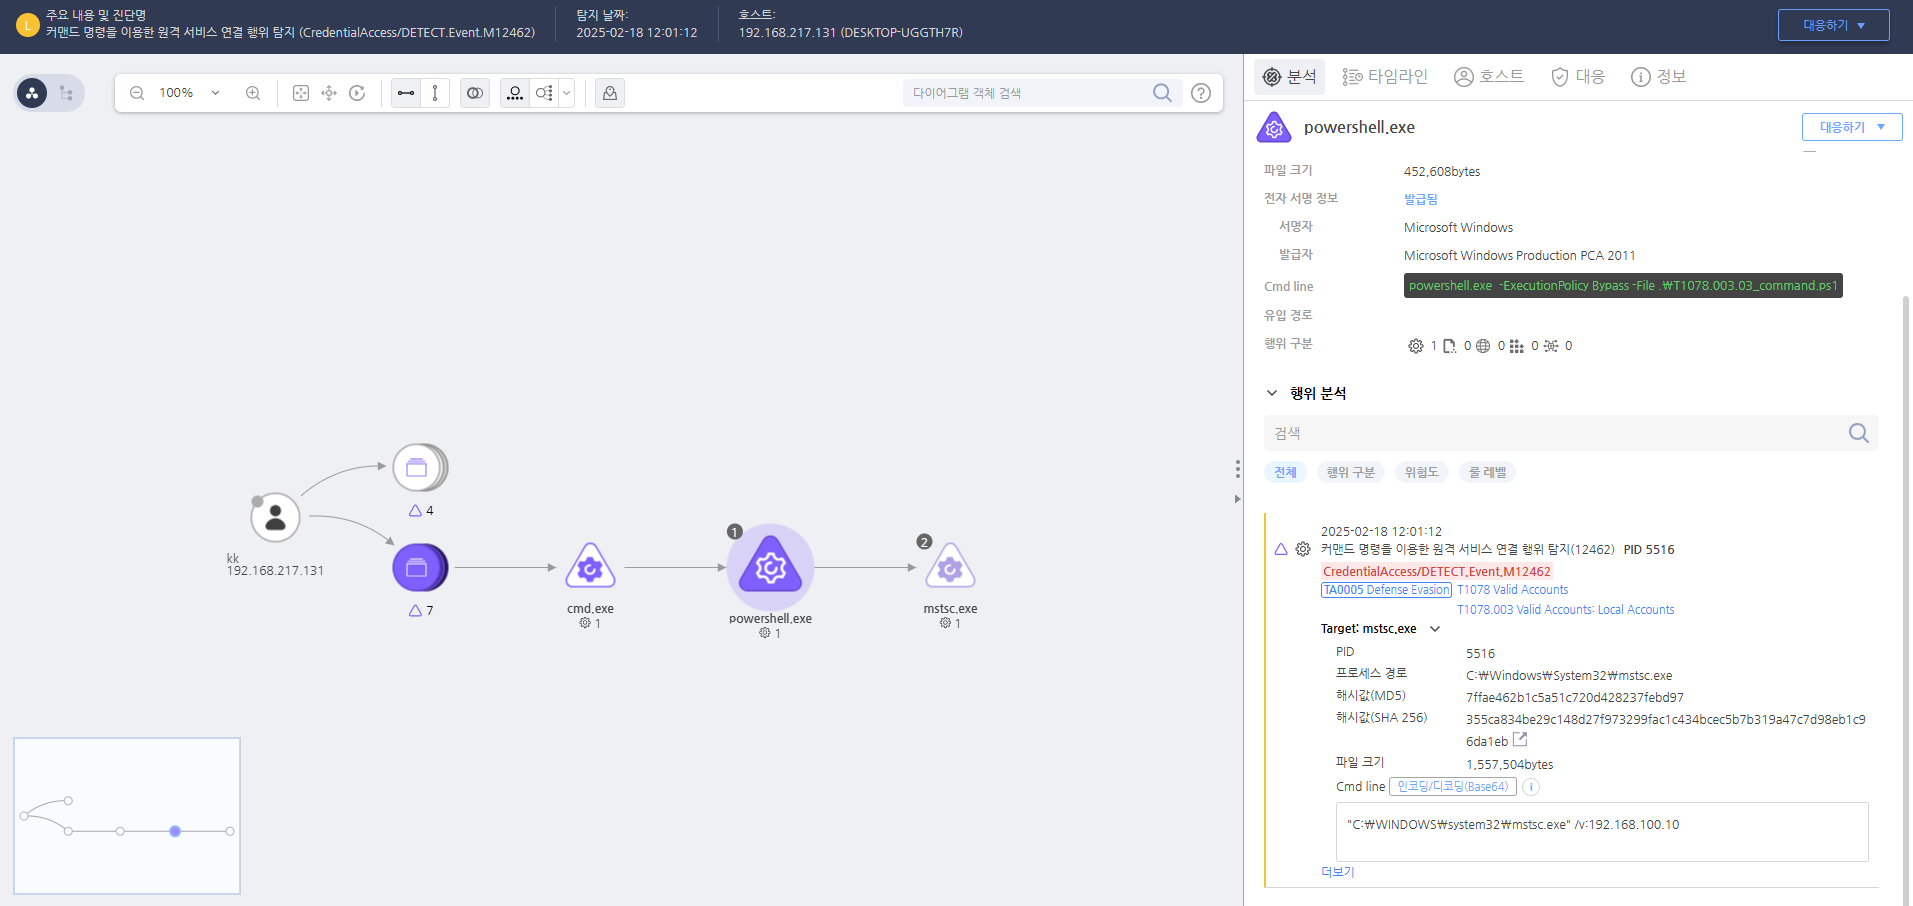 L
주요 내용 및 진단명
커맨드 명령을 이용한 원격 서비스 연결 행위 탐지 (CredentialAccess/DETECT.Event.M12462)
탐지 날짜:
2025-02-18 12:01:12
호스트:
192.168.217.131 (DESKTOP-UGGTH7R)
대응하기
100%
다이어그램 객체 검색
?
kk
192.168.217.131
4
7
cmd.exe
1
1
powershell.exe
1
2
mstsc.exe
1
분석
타임라인
호스트
대응
정보
powershell.exe
대응하기
파일 크기 452,608bytes
전자 서명 정보 발급됨
서명자 Microsoft Windows
발급자 Microsoft Windows Production PCA 2011
Cmd line powershell.exe -ExecutionPolicy Bypass -File .₩T1078.003.03_command.ps1
유입 경로
행위 구분 1 0 0 0 0
행위 분석
검색
전체 행위 구분 위험도 룰 레벨
2025-02-18 12:01:12
커맨드 명령을 이용한 원격 서비스 연결 행위 탐지(12462) PID 5516
CredentialAccess/DETECT.Event.M12462
TA0005 Defense Evasion T1078 Valid Accounts
T1078.003 Valid Accounts: Local Accounts
Target: mstsc.exe
PID 5516
프로세스 경로 C:₩Windows₩System32₩mstsc.exe
해시값(MD5) 7ffae462b1c5a51c720d428237febd97
해시값(SHA 256) 355ca834be29c148d27f973299fac1c434bcec5b7b319a47c7d98eb1c9
6da1eb
파일 크기 1,557,504bytes
Cmd line 인코딩/디코딩(Base64) i
"C:₩WINDOWS₩system32₩mstsc.exe" /v:192.168.100.10
더보기